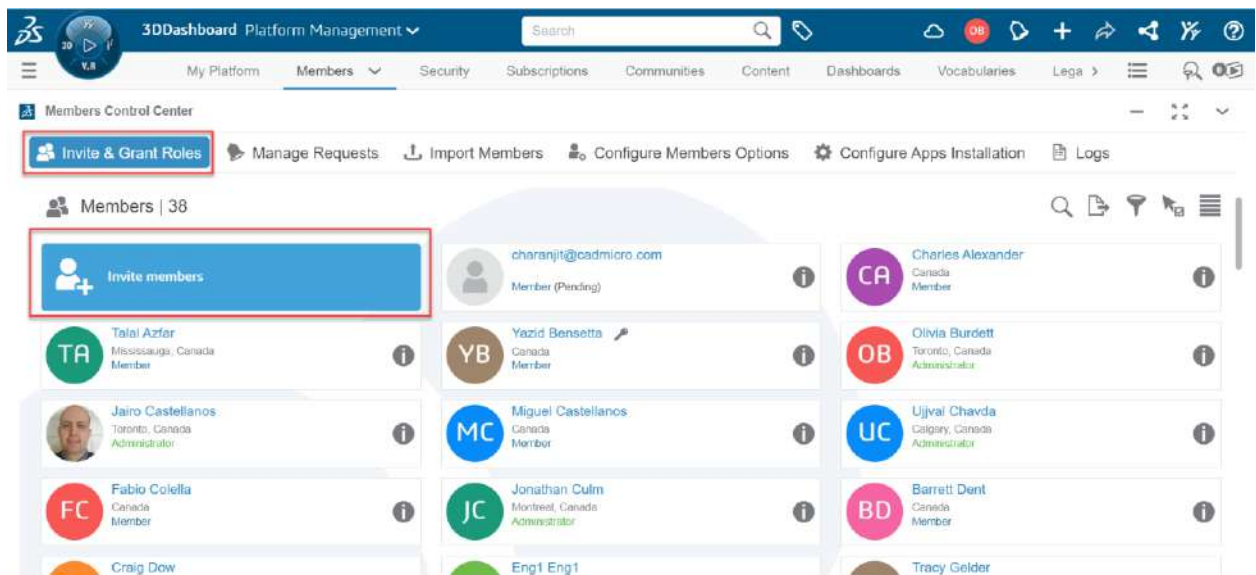 3DDashboard Platform Management
Search
OB
3D
V.R
My Platform Members Security Subscriptions Communities Content Dashboards Vocabularies Lega
Members Control Center
Invite & Grant Roles Manage Requests Import Members Configure Members Options Configure Apps Installation Logs
Members | 38
Invite members
charanjit@cadmicro.com
Member (Pending)
CA
Charles Alexander
Canada
Member
TA
Talal Azfar
Mississauga, Canada
Member
YB
Yazid Bensetta
Canada
Member
OB
Olivia Burdett
Toronto, Canada
Administrator
Jairo Castellanos
Toronto, Canada
Administrator
MC
Miguel Castellanos
Canada
Member
UC
Ujjval Chavda
Calgary, Canada
Administrator
FC
Fabio Colella
Canada
Member
JC
Jonathan Culm
Montreal, Canada
Administrator
BD
Barrett Dent
Canada
Member
Craig Dow
Eng1 Eng1
Tracy Gelder